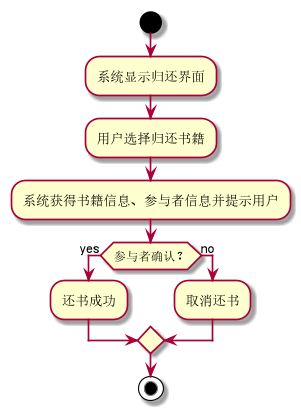 系统显示归还界面
用户选择归还书籍
系统获得书籍信息、参与者信息并提示用户
yes
参与者确认?
no
还书成功
取消还书